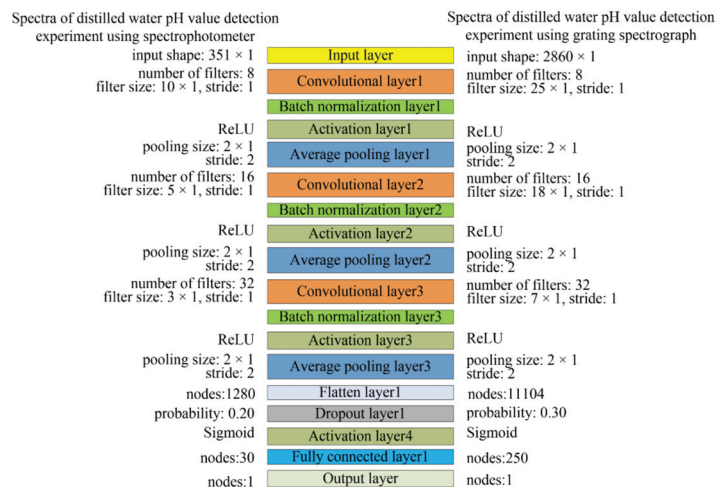 Spectra of distilled water pH value detection
experiment using spectrophotometer
Spectra of distilled water pH value detection
experiment using grating spectrograph
input shape: 351 × 1
Input layer
input shape: 2860 × 1
number of filters: 8
filter size: 10 × 1, stride: 1
Convolutional layer1
number of filters: 8
filter size: 25 × 1, stride: 1
Batch normalization layer1
ReLU
Activation layer1
ReLU
pooling size: 2 × 1
stride: 2
Average pooling layer1
pooling size: 2 × 1
stride: 2
number of filters: 16
filter size: 5 × 1, stride: 1
Convolutional layer2
number of filters: 16
filter size: 18 × 1, stride: 1
Batch normalization layer2
ReLU
Activation layer2
ReLU
pooling size: 2 × 1
stride: 2
Average pooling layer2
pooling size: 2 × 1
stride: 2
number of filters: 32
filter size: 3 × 1, stride: 1
Convolutional layer3
number of filters: 32
filter size: 7 × 1, stride: 1
Batch normalization layer3
ReLU
Activation layer3
ReLU
pooling size: 2 × 1
stride: 2
Average pooling layer3
pooling size: 2 × 1
stride: 2
nodes:1280
Flatten layer1
nodes:11104
probability: 0.20
Dropout layer1
probability: 0.30
Sigmoid
Activation layer4
Sigmoid
nodes:30
Fully connected layer1
nodes:250
nodes:1
Output layer
nodes:1